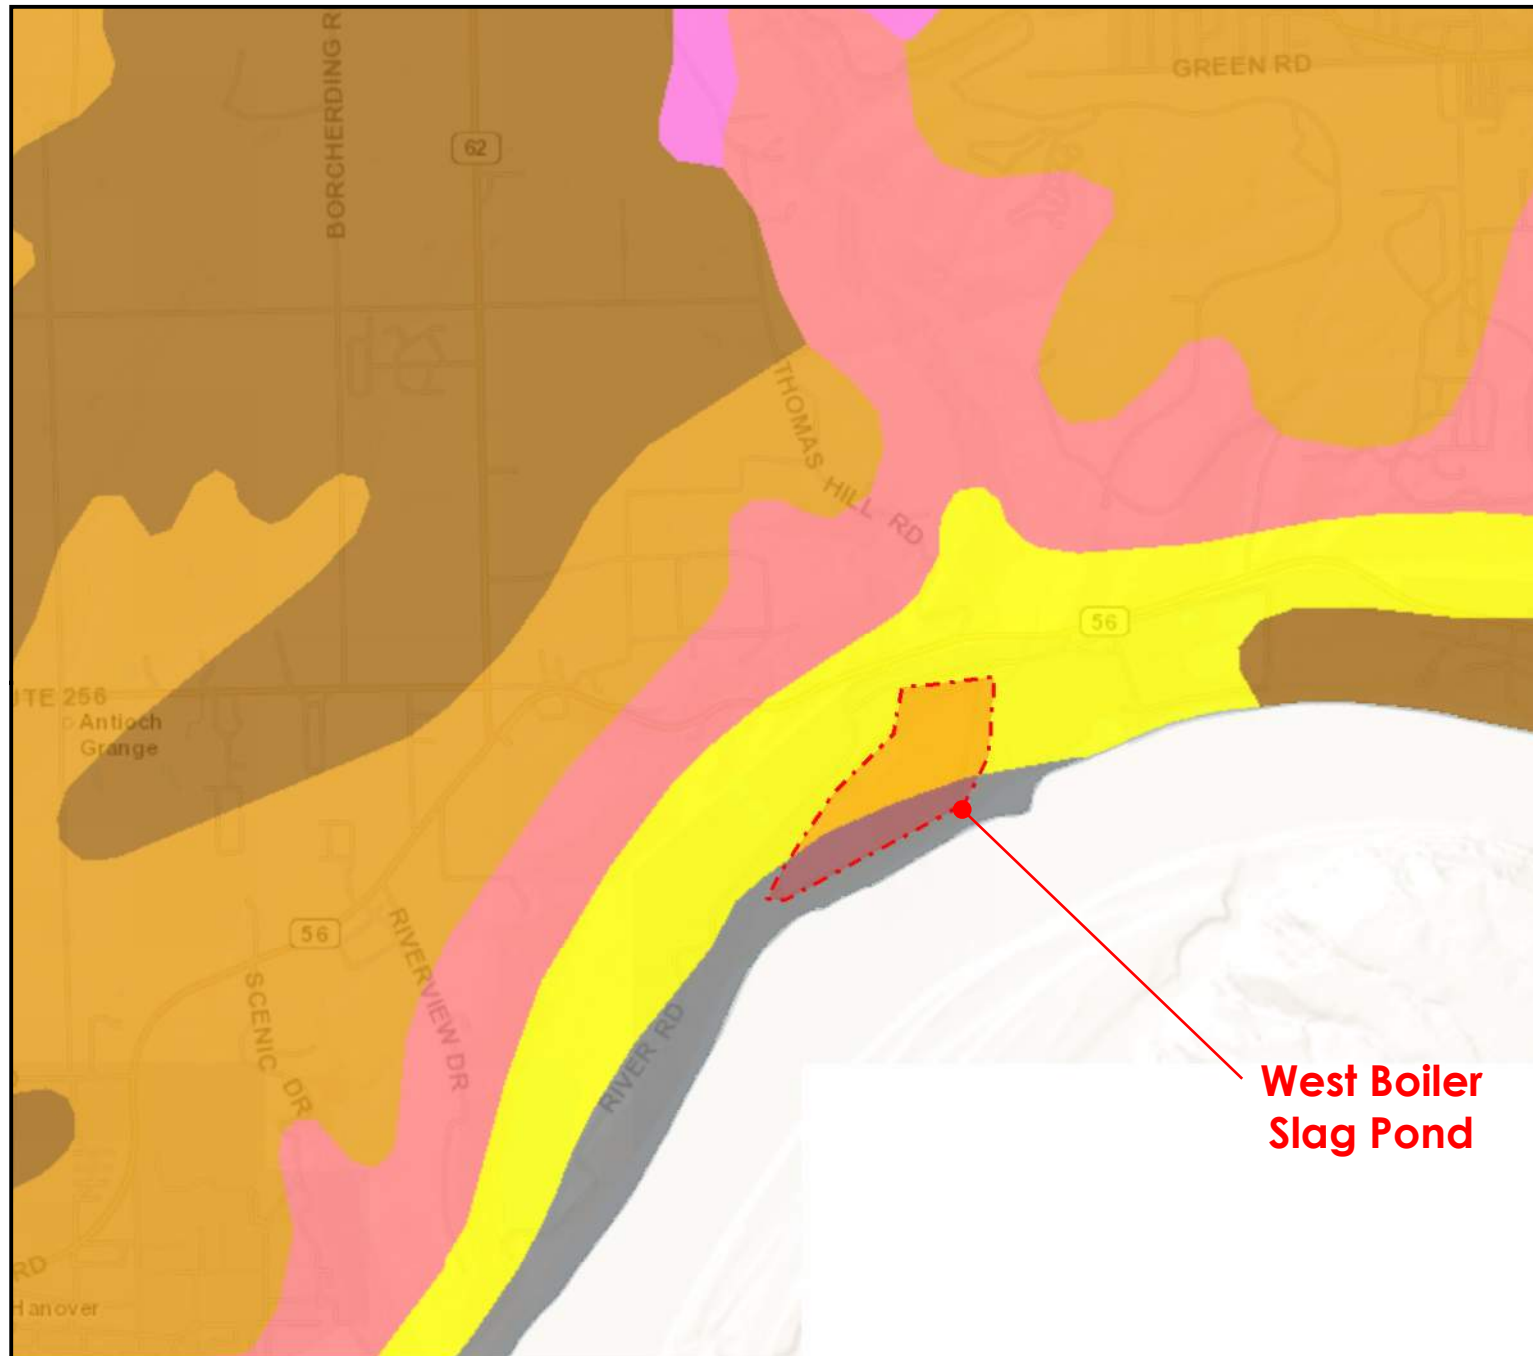 GREEN RD
BORCHERDING R
62
THOMAS HILL RD
56
UTE 256
Antioch
Grange
56
RIVERVIEW DR
SCENIC DR
RIVER RD
West Boiler
Slag Pond
RD
Hanover